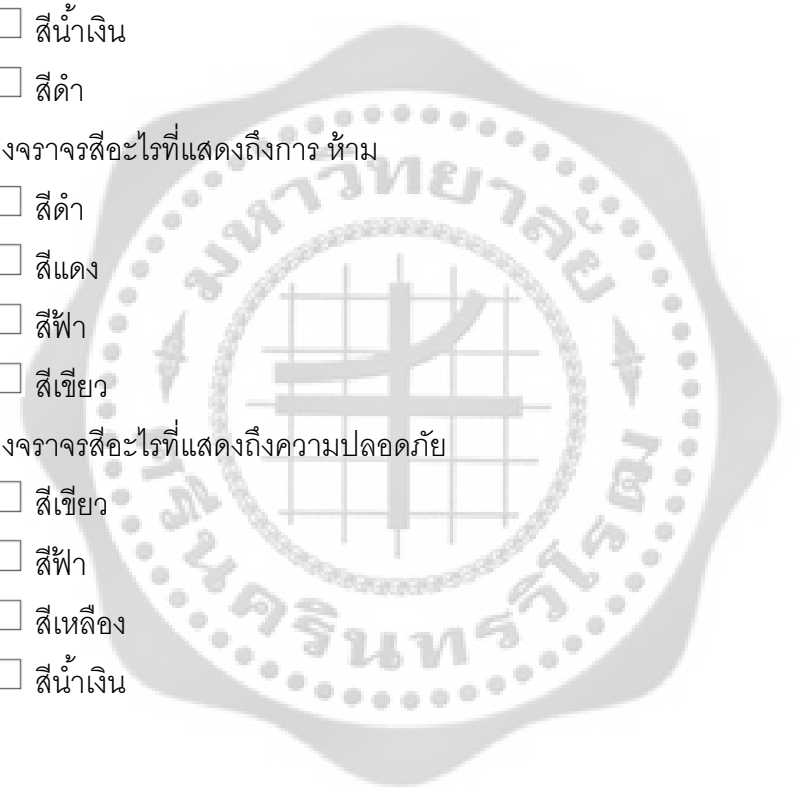 สีน้ำเงิน
สีดำ
งจราจรสีอะไรที่แสดงถึงการ ห้าม
สีดำ
สีแดง
สีฟ้า
สีเขียว
งจราจรสีอะไรที่แสดงถึงความปลอดภัย
สีเขียว
สีฟ้า
สีเหลือง
สีน้ำเงิน
มหาวิทยาลัย
ศรีนครินทรวิโรฒ